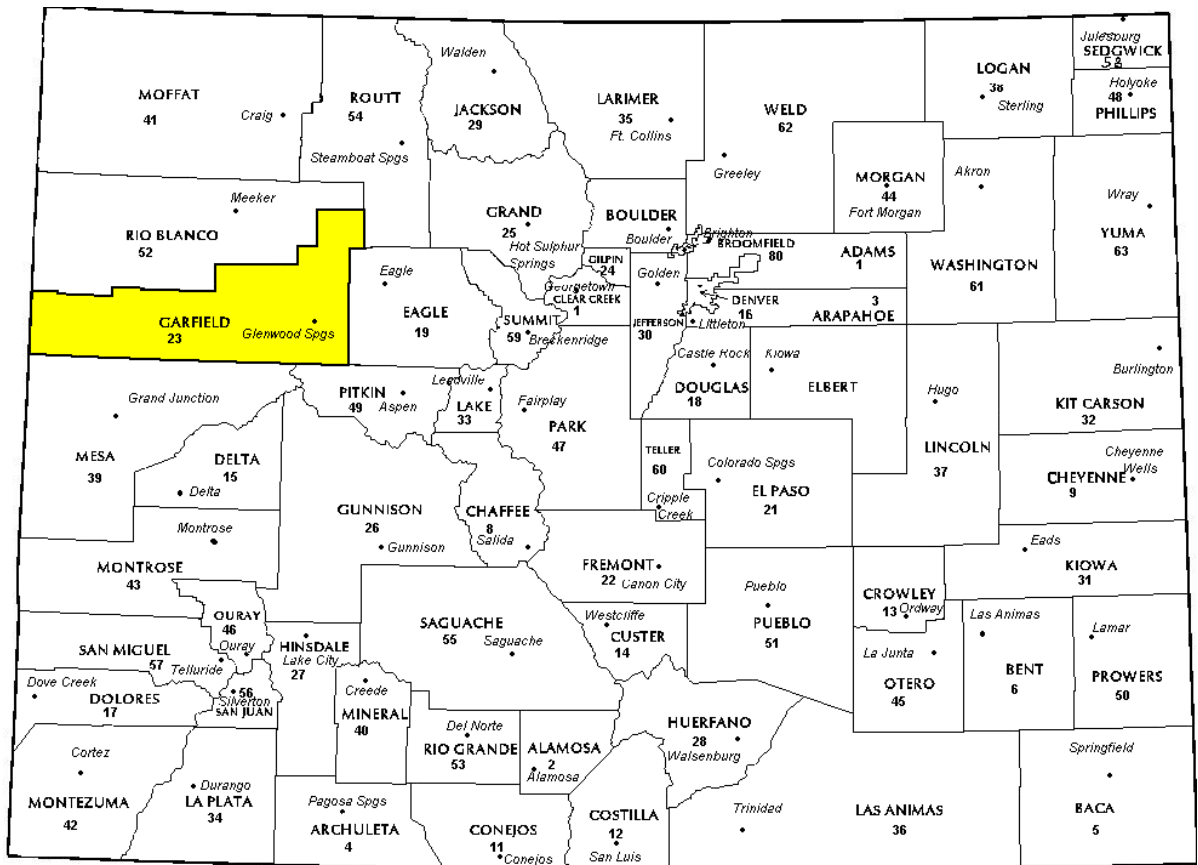 Walden
Julesburg
SEDGWICK
58
LOGAN
38
Sterling
Holyoke
48
PHILLIPS
MOFFAT
41
Craig
ROUTT
54
Steamboat Spgs
JACKSON
29
LARIMER
35
Ft. Collins
WELD
62
Greeley
MORGAN
44
Fort Morgan
Akron
Wray
YUMA
63
Meeker
RIO BLANCO
52
GRAND
25
Hot Sulphur
Springs
BOULDER
Boulder
Brighton
BROOMFIELD
80
ADAMS
1
WASHINGTON
61
GILPIN
24
Golden
Georgetown
CLEAR CREEK
1
Eagle
EAGLE
19
SUMMIT
59
Breckenridge
JEFFERSON
30
DENVER
16
Littleton
3
ARAPAHOE
GARFIELD
23
Glenwood Spgs
Castle Rock
DOUGLAS
18
Kiowa
ELBERT
Hugo
LINCOLN
37
Burlington
KIT CARSON
32
Grand Junction
MESA
39
PITKIN
49
Aspen
Leadville
LAKE
33
Fairplay
PARK
47
TELLER
60
Cripple
Creek
Colorado Spgs
EL PASO
21
Cheyenne
Wells
CHEYENNE
9
DELTA
15
Delta
GUNNISON
26
Gunnison
CHAFFEE
8
Salida
Montrose
MONTROSE
43
FREMONT
22
Canon City
Pueblo
PUEBLO
51
CROWLEY
13
Ordway
Eads
KIOWA
31
OURAY
46
Ouray
SAN MIGUEL
57
Telluride
HINSDALE
Lake City
27
SAGUACHE
55
Saguache
Westcliffe
CUSTER
14
La Junta
OTERO
45
Las Animas
BENT
6
Lamar
PROWERS
50
Dove Creek
DOLORES
17
56
Silverton
SAN JUAN
Creede
MINERAL
40
Del Norte
RIO GRANDE
53
ALAMOSA
2
Alamosa
HUERFANO
28
Walsenburg
Cortez
MONTEZUMA
42
Durango
LA PLATA
34
Pagosa Spgs
ARCHULETA
4
CONEJOS
11
Conejos
COSTILLA
12
San Luis
Trinidad
LAS ANIMAS
36
Springfield
BACA
5